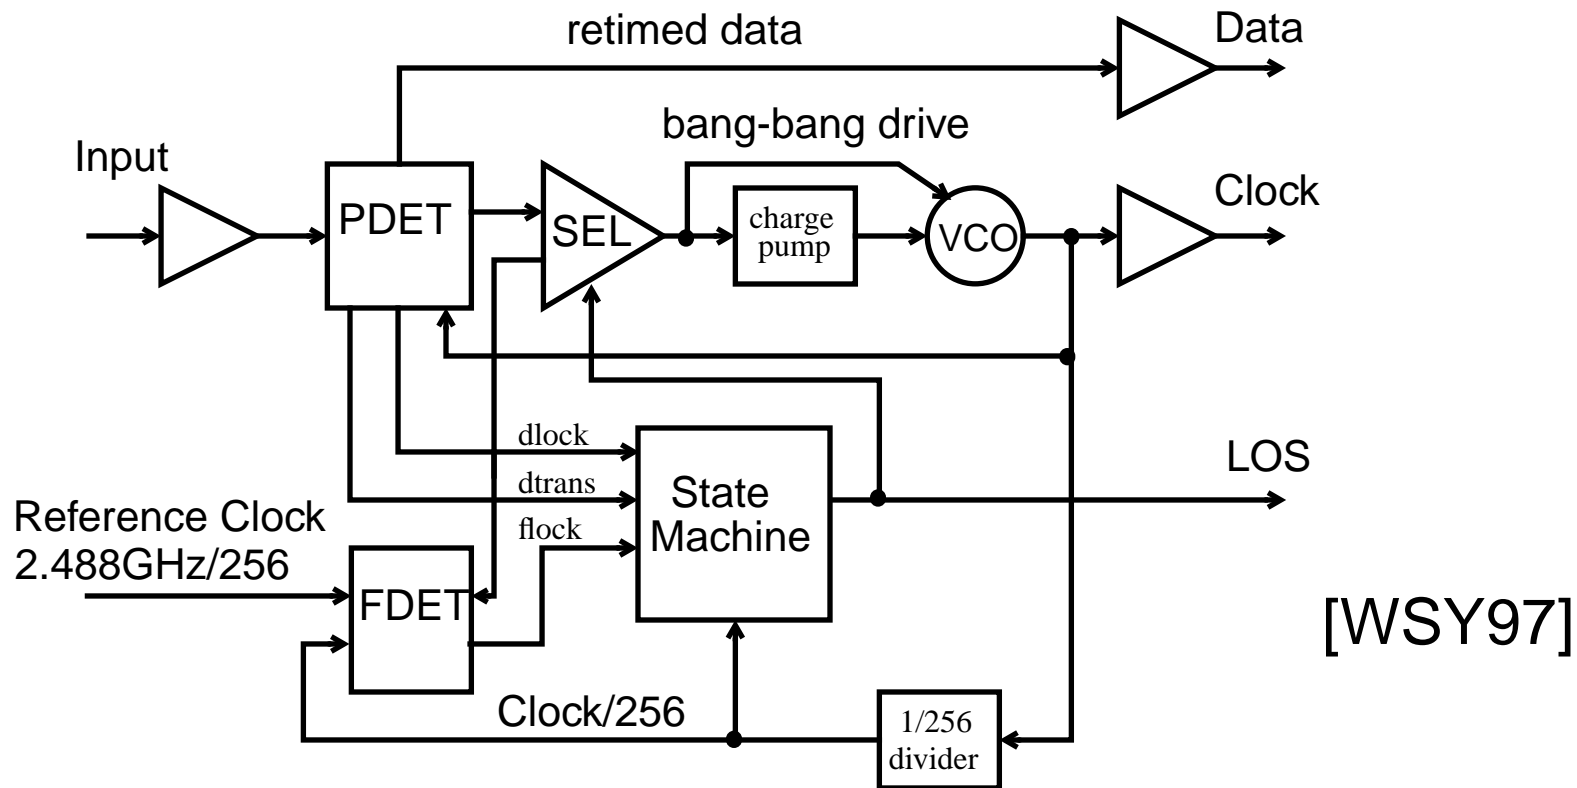 retimed data
Data
bang-bang drive
Input
Clock
PDET
SEL
charge
pump
VCO
dlock
dtrans
flock
State
Machine
LOS
Reference Clock
2.488GHz/256
FDET
[WSY97]
Clock/256
1/256
divider